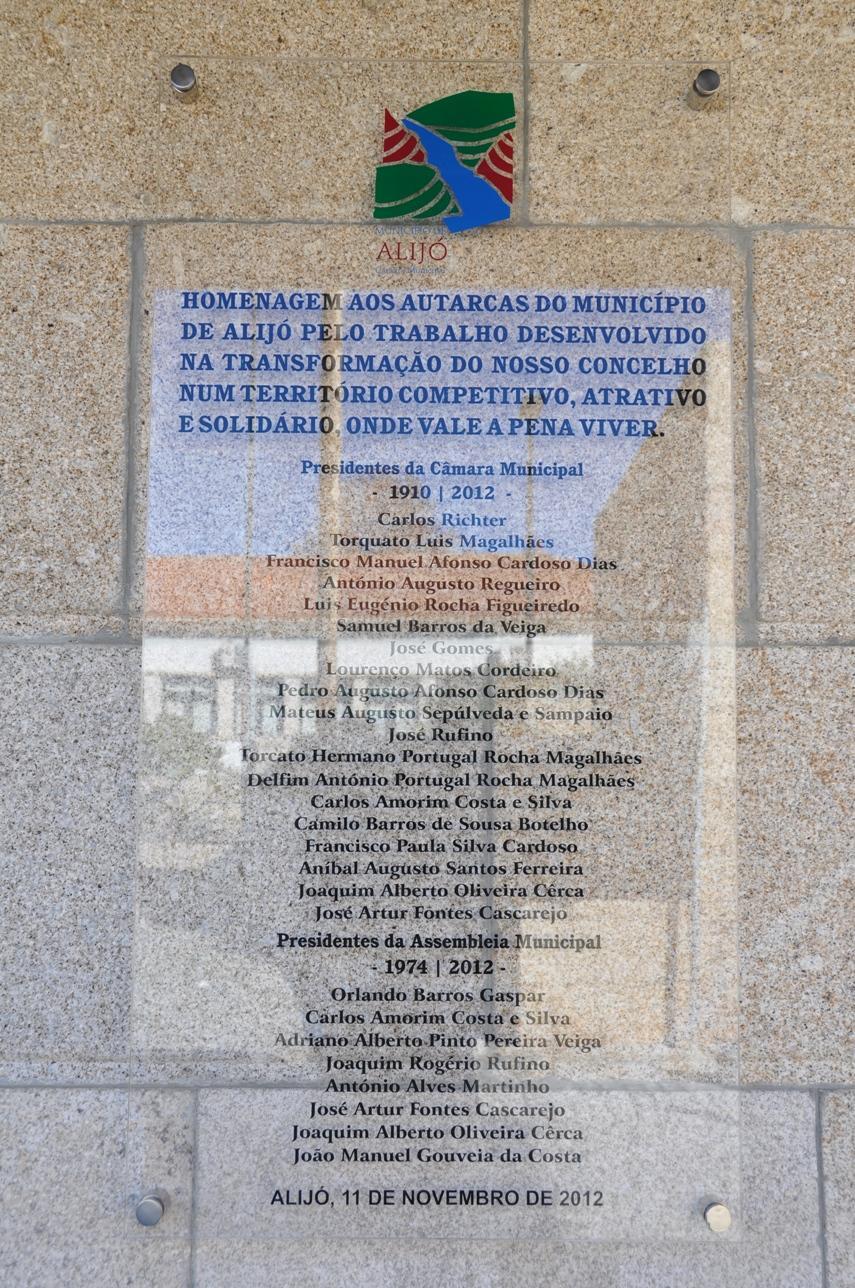 MUNICÍPIO DE
ALIJÓ
Câmara Municipal
HOMENAGEM AOS AUTARCAS DO MUNICÍPIO
DE ALIJÓ PELO TRABALHO DESENVOLVIDO
NA TRANSFORMAÇÃO DO NOSSO CONCELHO
NUM TERRITÓRIO COMPETITIVO, ATRATIVO
E SOLIDÁRIO, ONDE VALE A PENA VIVER.
Presidentes da Câmara Municipal
- 1910 | 2012 -
Carlos Richter
Torquato Luis Magalhães
Francisco Manuel Afonso Cardoso Dias
António Augusto Regueiro
Luis Eugénio Rocha Figueiredo
Samuel Barros da Veiga
José Gomes
Lourenço Matos Cordeiro
Pedro Augusto Afonso Cardoso Dias
Mateus Augusto Sepúlveda e Sampaio
José Rufino
Torcato Hermano Portugal Rocha Magalhães
Delfim António Portugal Rocha Magalhães
Carlos Amorim Costa e Silva
Camilo Barros de Sousa Botelho
Francisco Paula Silva Cardoso
Aníbal Augusto Santos Ferreira
Joaquim Alberto Oliveira Cêrca
José Artur Fontes Cascarejo
Presidentes da Assembleia Municipal
- 1974 | 2012 -
Orlando Barros Gaspar
Carlos Amorim Costa e Silva
Adriano Alberto Pinto Pereira Veiga
Joaquim Rogério Rufino
António Alves Martinho
José Artur Fontes Cascarejo
Joaquim Alberto Oliveira Cêrca
João Manuel Gouveia da Costa
ALIJÓ, 11 DE NOVEMBRO DE 2012